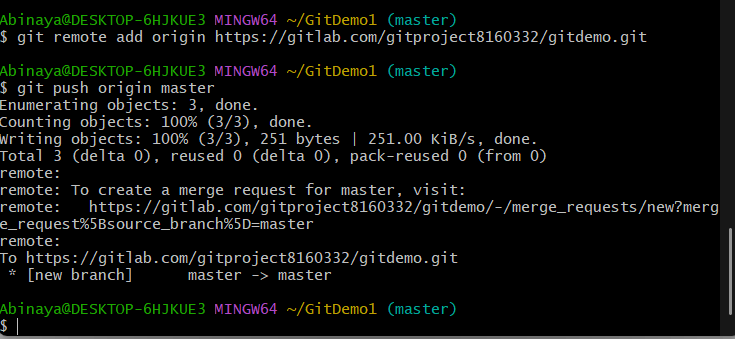 Abinaya@DESKTOP-6HJKUE3 MINGW64 ~/GitDemo1 (master)
$ git remote add origin https://gitlab.com/gitproject8160332/gitdemo.git
Abinaya@DESKTOP-6HJKUE3 MINGW64 ~/GitDemo1 (master)
$ git push origin master
Enumerating objects: 3, done.
Counting objects: 100% (3/3), done.
Writing objects: 100% (3/3), 251 bytes | 251.00 KiB/s, done.
Total 3 (delta 0), reused 0 (delta 0), pack-reused 0 (from 0)
remote:
remote: To create a merge request for master, visit:
remote:   https://gitlab.com/gitproject8160332/gitdemo/-/merge_requests/new?merg
e_request%5Bsource_branch%5D=master
remote:
To https://gitlab.com/gitproject8160332/gitdemo.git
 * [new branch]      master -> master
Abinaya@DESKTOP-6HJKUE3 MINGW64 ~/GitDemo1 (master)
$